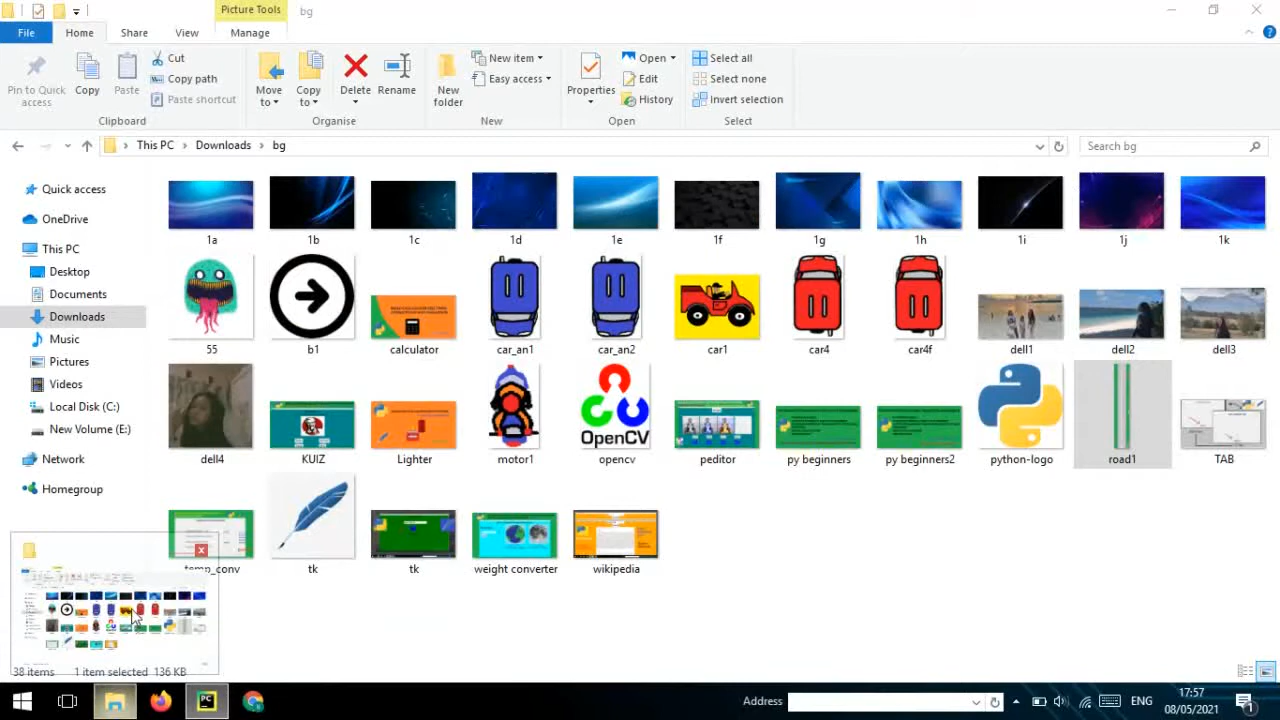 Picture Tools
bg
File
Home
Share
View
Manage
Pin to Quick access
Copy
Paste
Cut
Copy path
Paste shortcut
Clipboard
Move to
Copy to
Delete
Rename
Organise
New folder
New item
Easy access
New
Properties
Open
Edit
History
Open
Select all
Select none
Invert selection
Select
This PC
Downloads
bg
Search bg
Quick access
OneDrive
This PC
Desktop
Documents
Downloads
Music
Pictures
Videos
Local Disk (C:)
New Volume (E:)
Network
Homegroup
1a
1b
1c
1d
1e
1f
1g
1h
1i
1j
1k
55
b1
calculator
car_an1
car_an2
car1
car4
car4f
dell1
dell2
dell3
OpenCV
dell4
KUIZ
Lighter
motor1
opencv
peditor
py beginners
py beginners2
python-logo
road1
TAB
temp_conv
tk
tk
weight converter
wikipedia
38 items
1 item selected
136 KB
PC
Address
ENG
17:57
08/05/2021
1